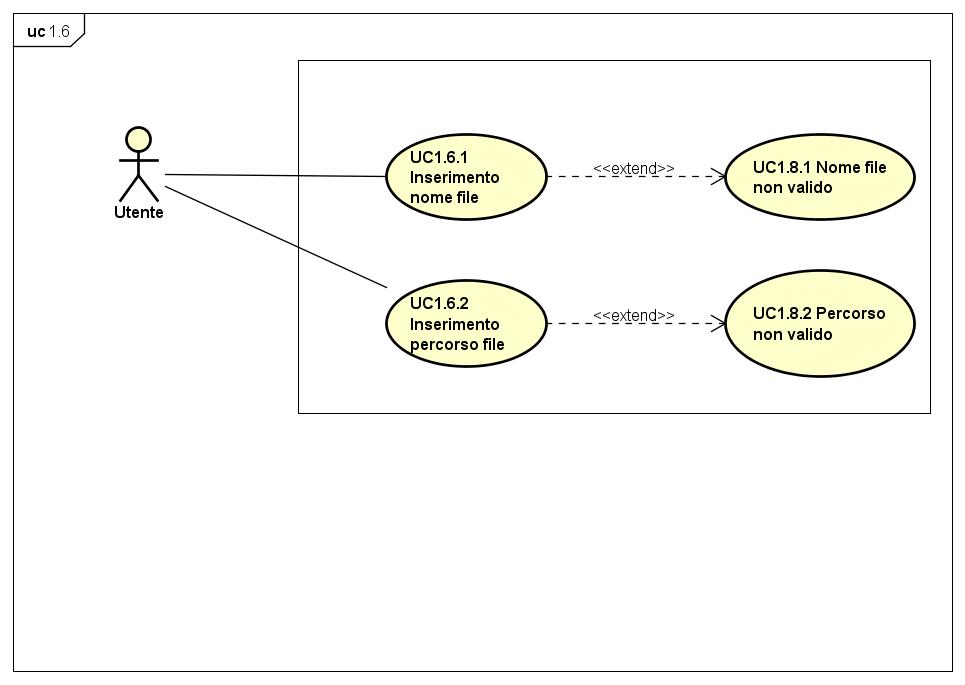 uc 1.6
Utente
UC1.6.1
Inserimento
nome file
<<extend>>
UC1.8.1 Nome file
non valido
UC1.6.2
Inserimento
percorso file
<<extend>>
UC1.8.2 Percorso
non valido